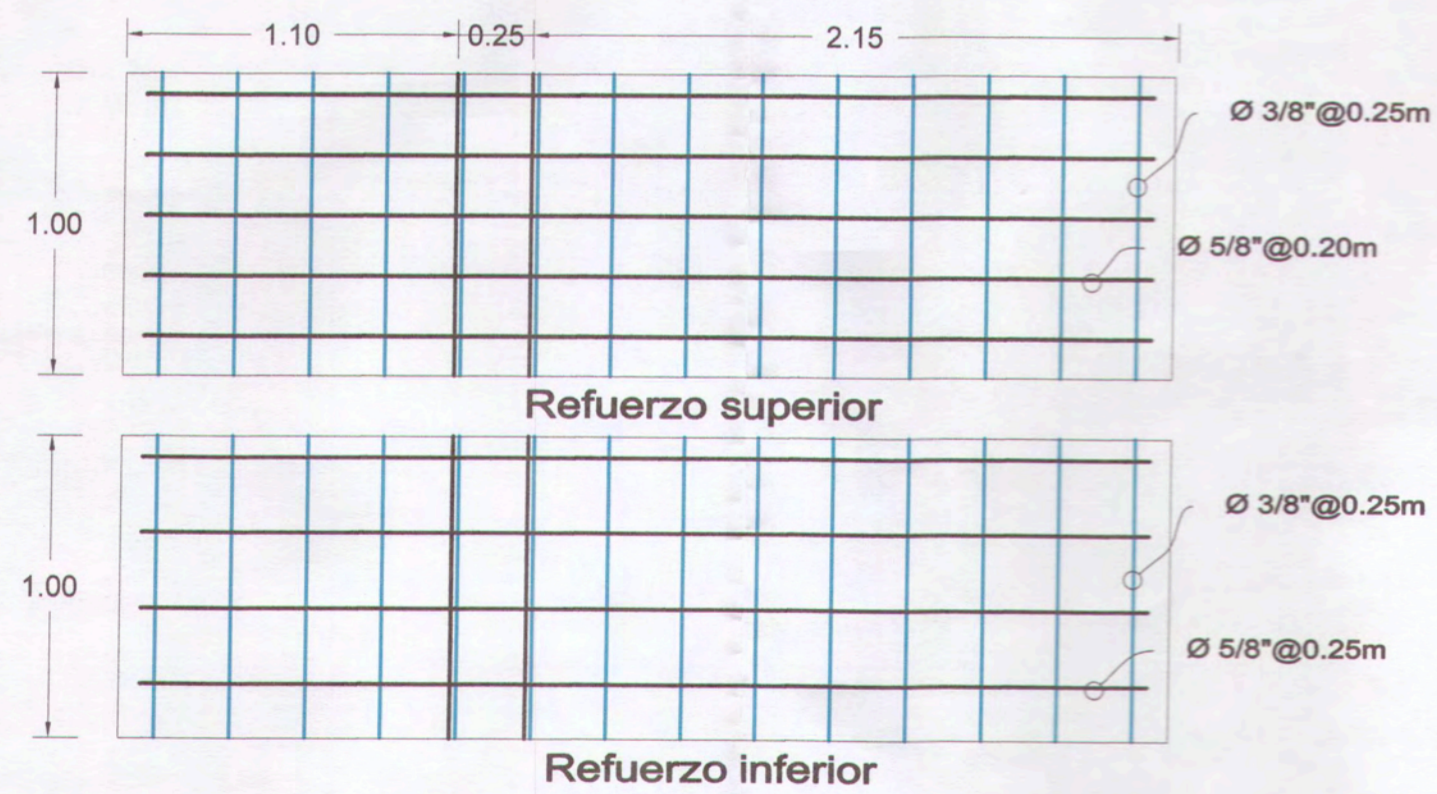 1.10 0.25 2.15
1.00
Ø 3/8"@0.25m
Ø 5/8"@0.20m
Refuerzo superior
1.00
Ø 3/8"@0.25m
Ø 5/8"@0.25m
Refuerzo inferior